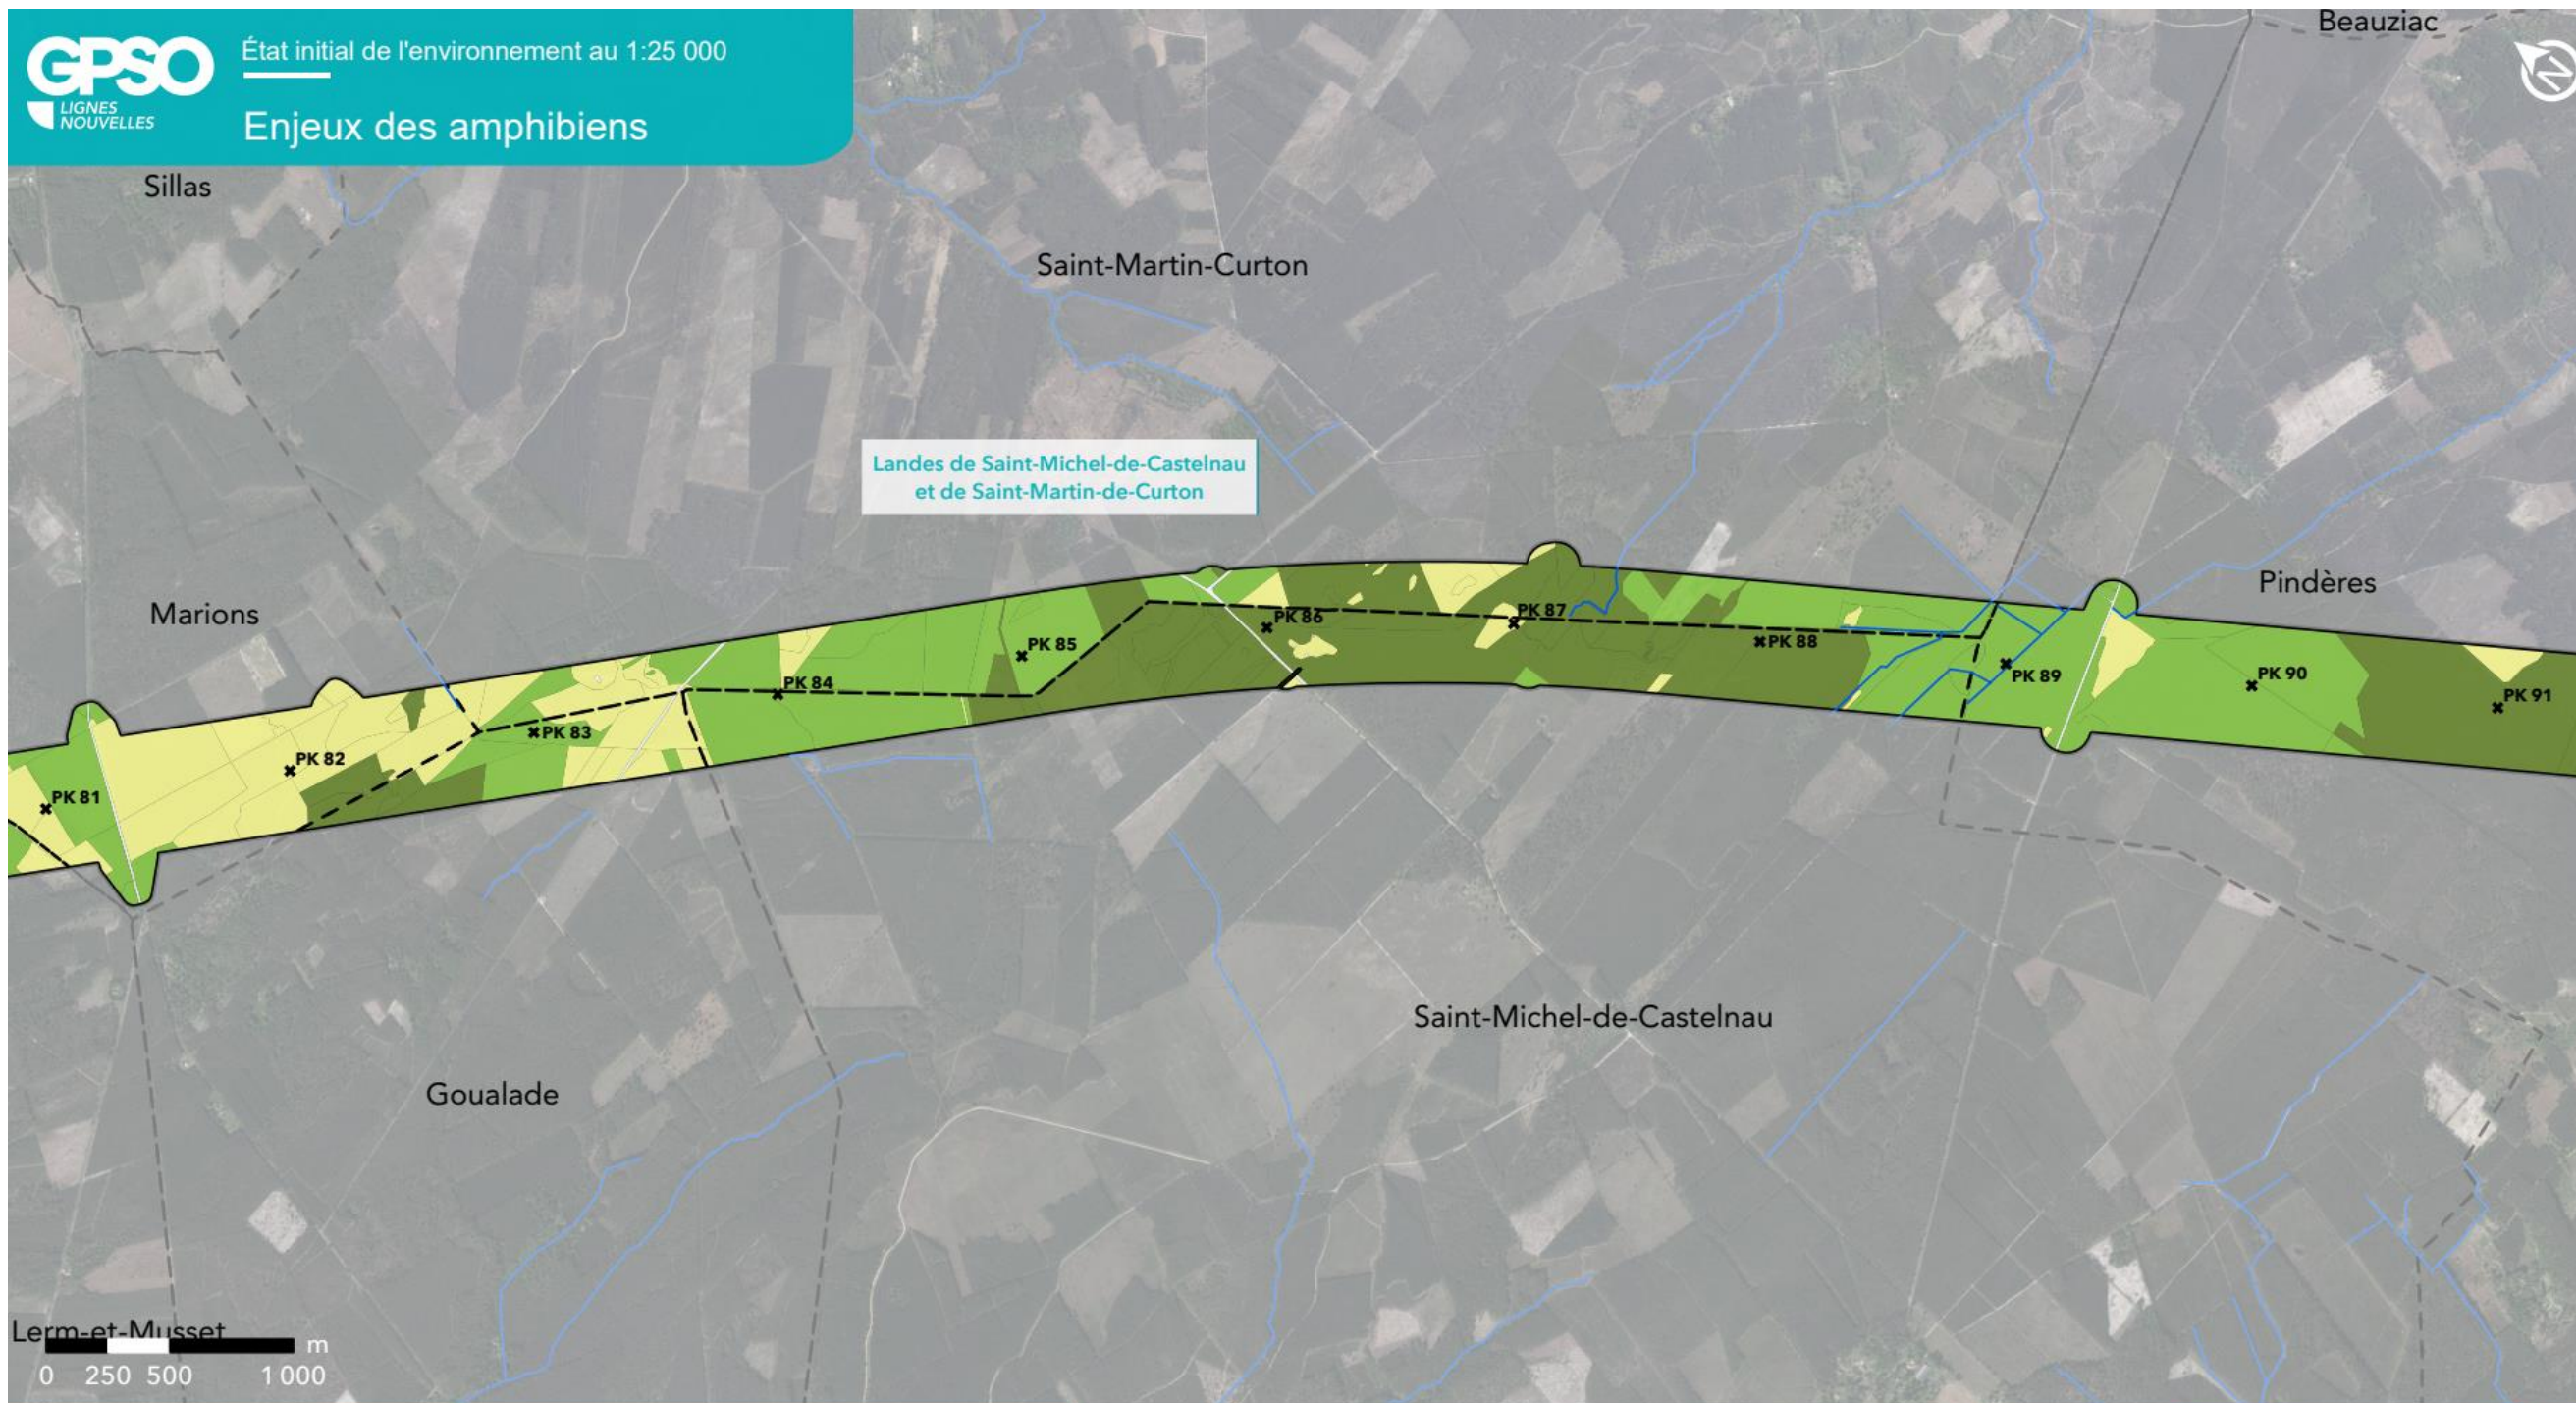 GPSO
LIGNES
NOUVELLES
État initial de l'environnement au 1:25 000
Enjeux des amphibiens
Beauziac
N
Sillas
Saint-Martin-Curton
Landes de Saint-Michel-de-Castelnau
et de Saint-Martin-de-Curton
Marions
Pindères
PK 81
PK 82
PK 83
PK 84
PK 85
PK 86
PK 87
PK 88
PK 89
PK 90
PK 91
Saint-Michel-de-Castelnau
Goualade
Lerm-et-Musset
m
0 250 500 1 000